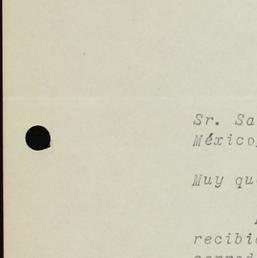 Sr. Sa
México,
Muy qu
recibi